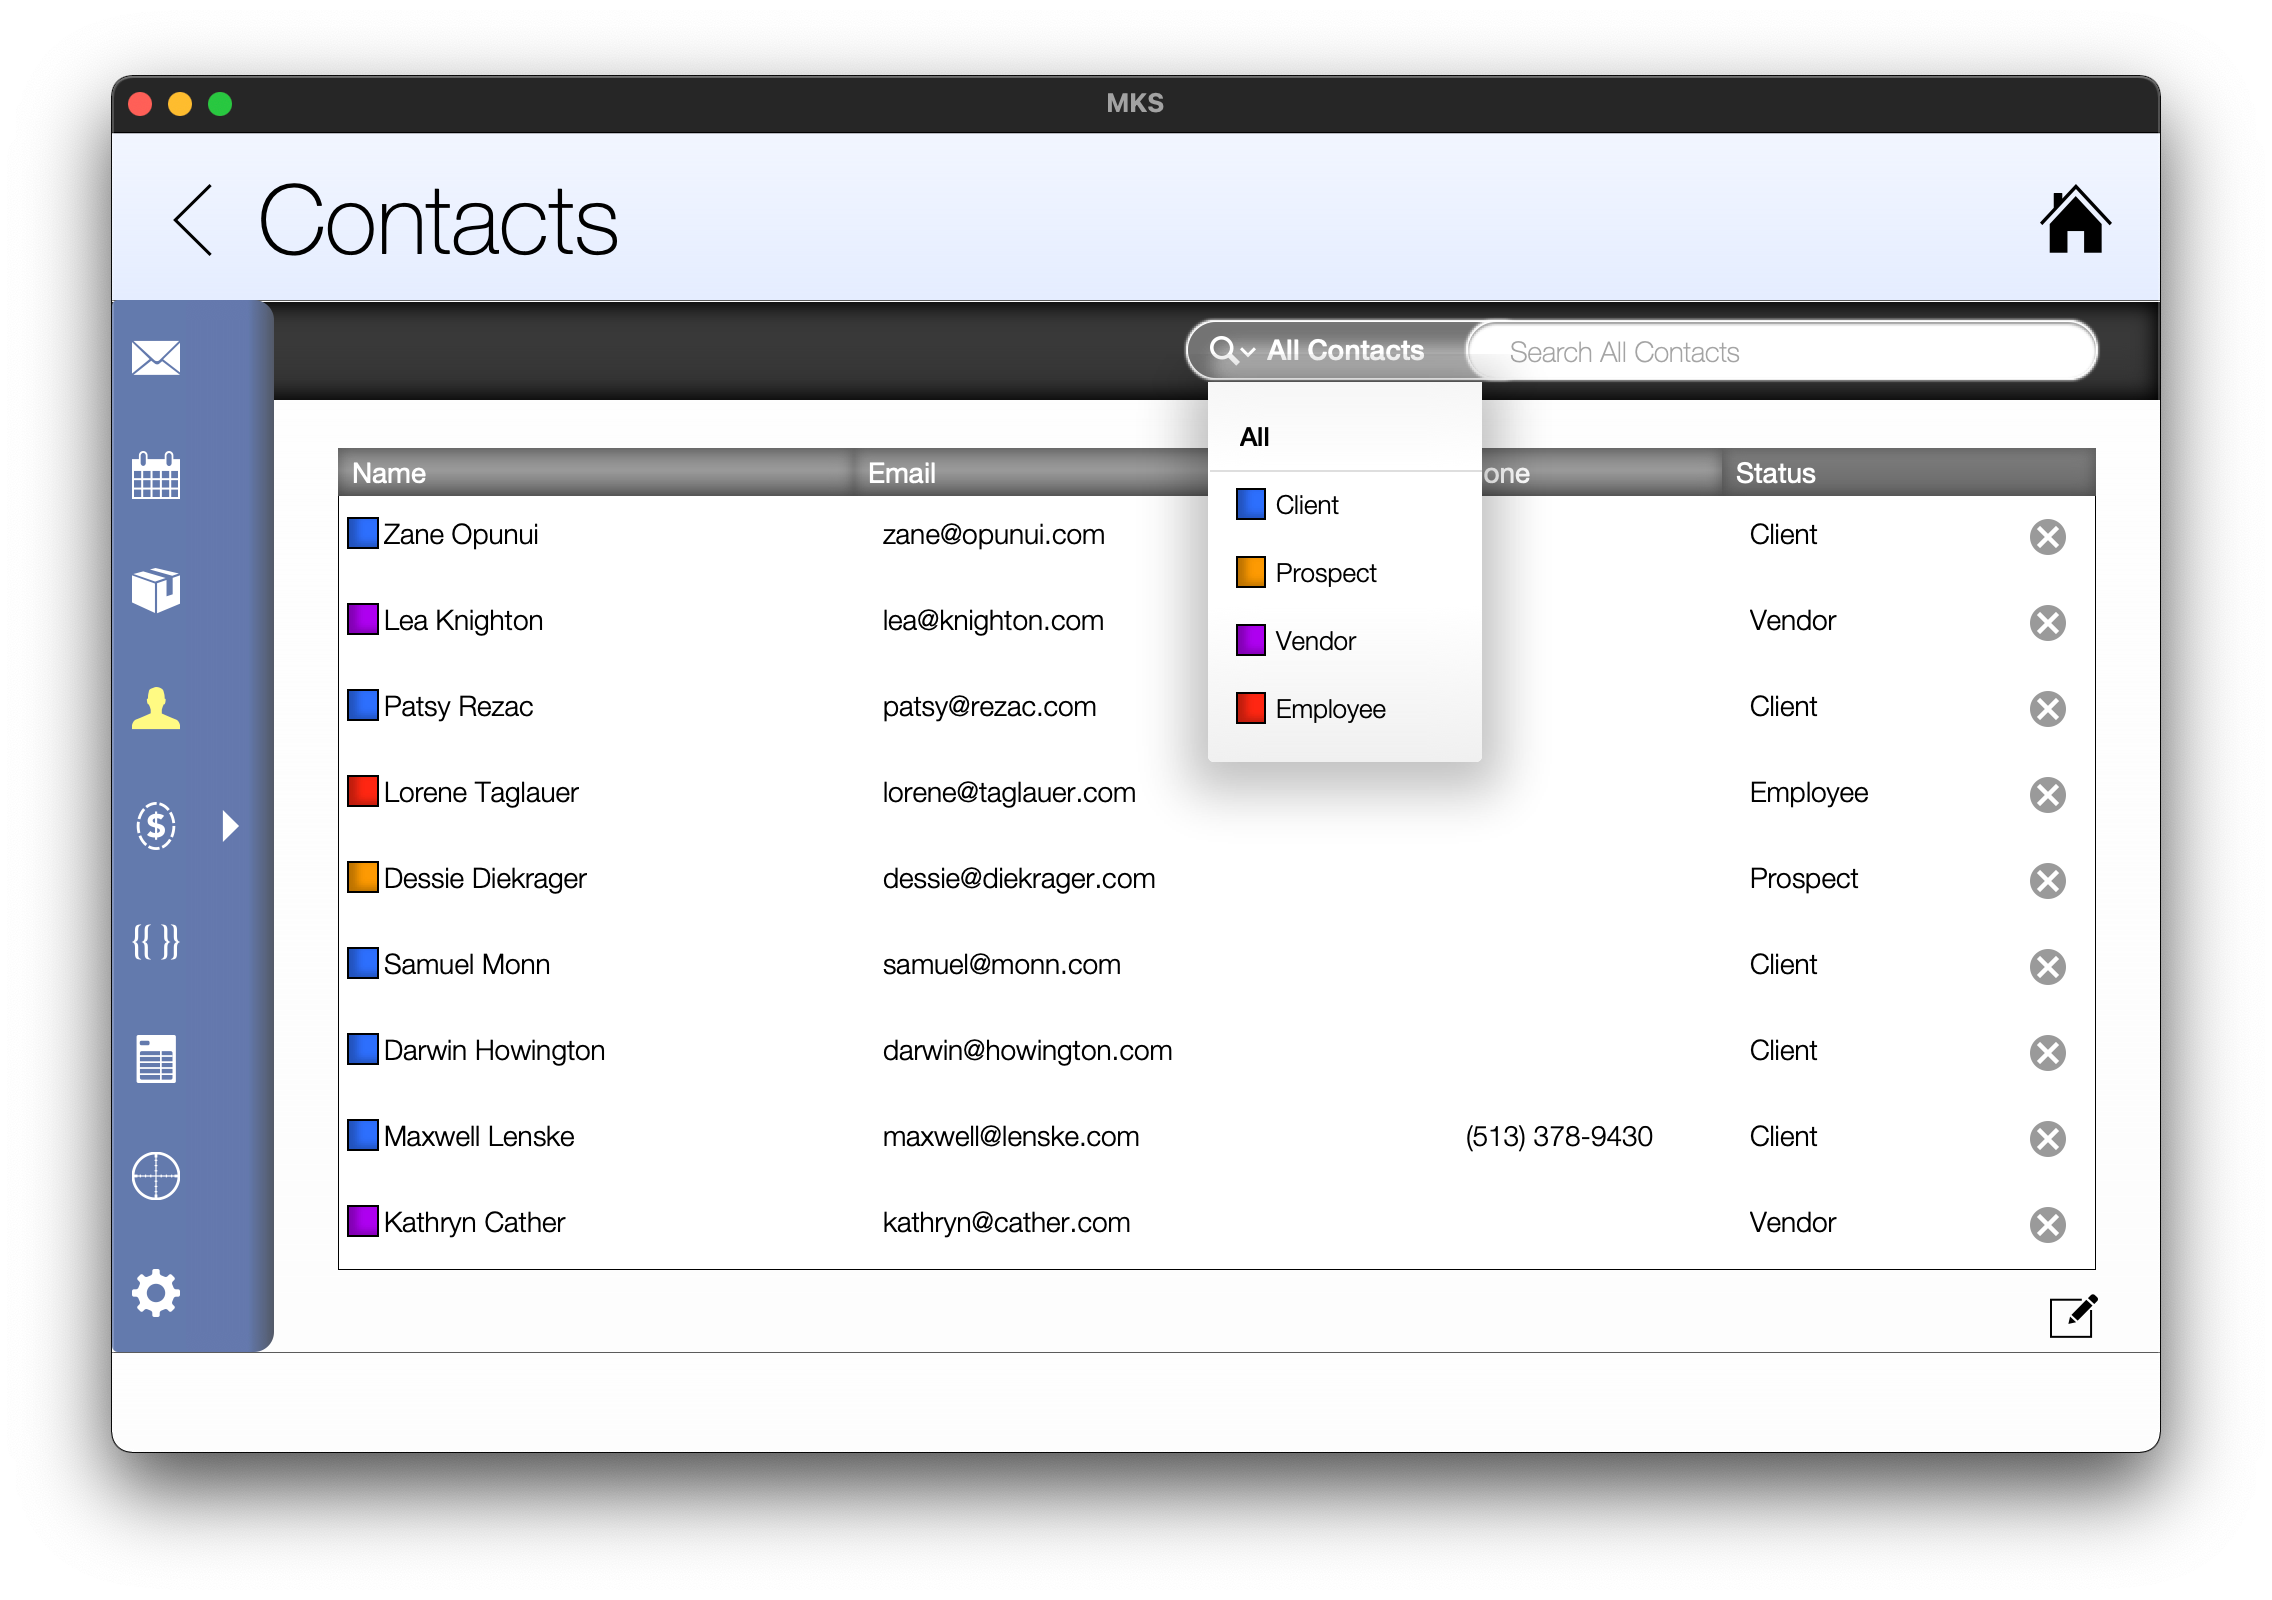 MKS
Contacts
All Contacts Search All Contacts
All
Client
Prospect
Vendor
Employee
Name Email one Status
Zane Opunui zane@opunui.com Client
Lea Knighton lea@knighton.com Vendor
Patsy Rezac patsy@rezac.com Client
Lorene Taglauer lorene@taglauer.com Employee
Dessie Diekrager dessie@diekrager.com Prospect
Samuel Monn samuel@monn.com Client
Darwin Howington darwin@howington.com Client
Maxwell Lenske maxwell@lenske.com (513) 378-9430 Client
Kathryn Cather kathryn@cather.com Vendor
{{ }}
$